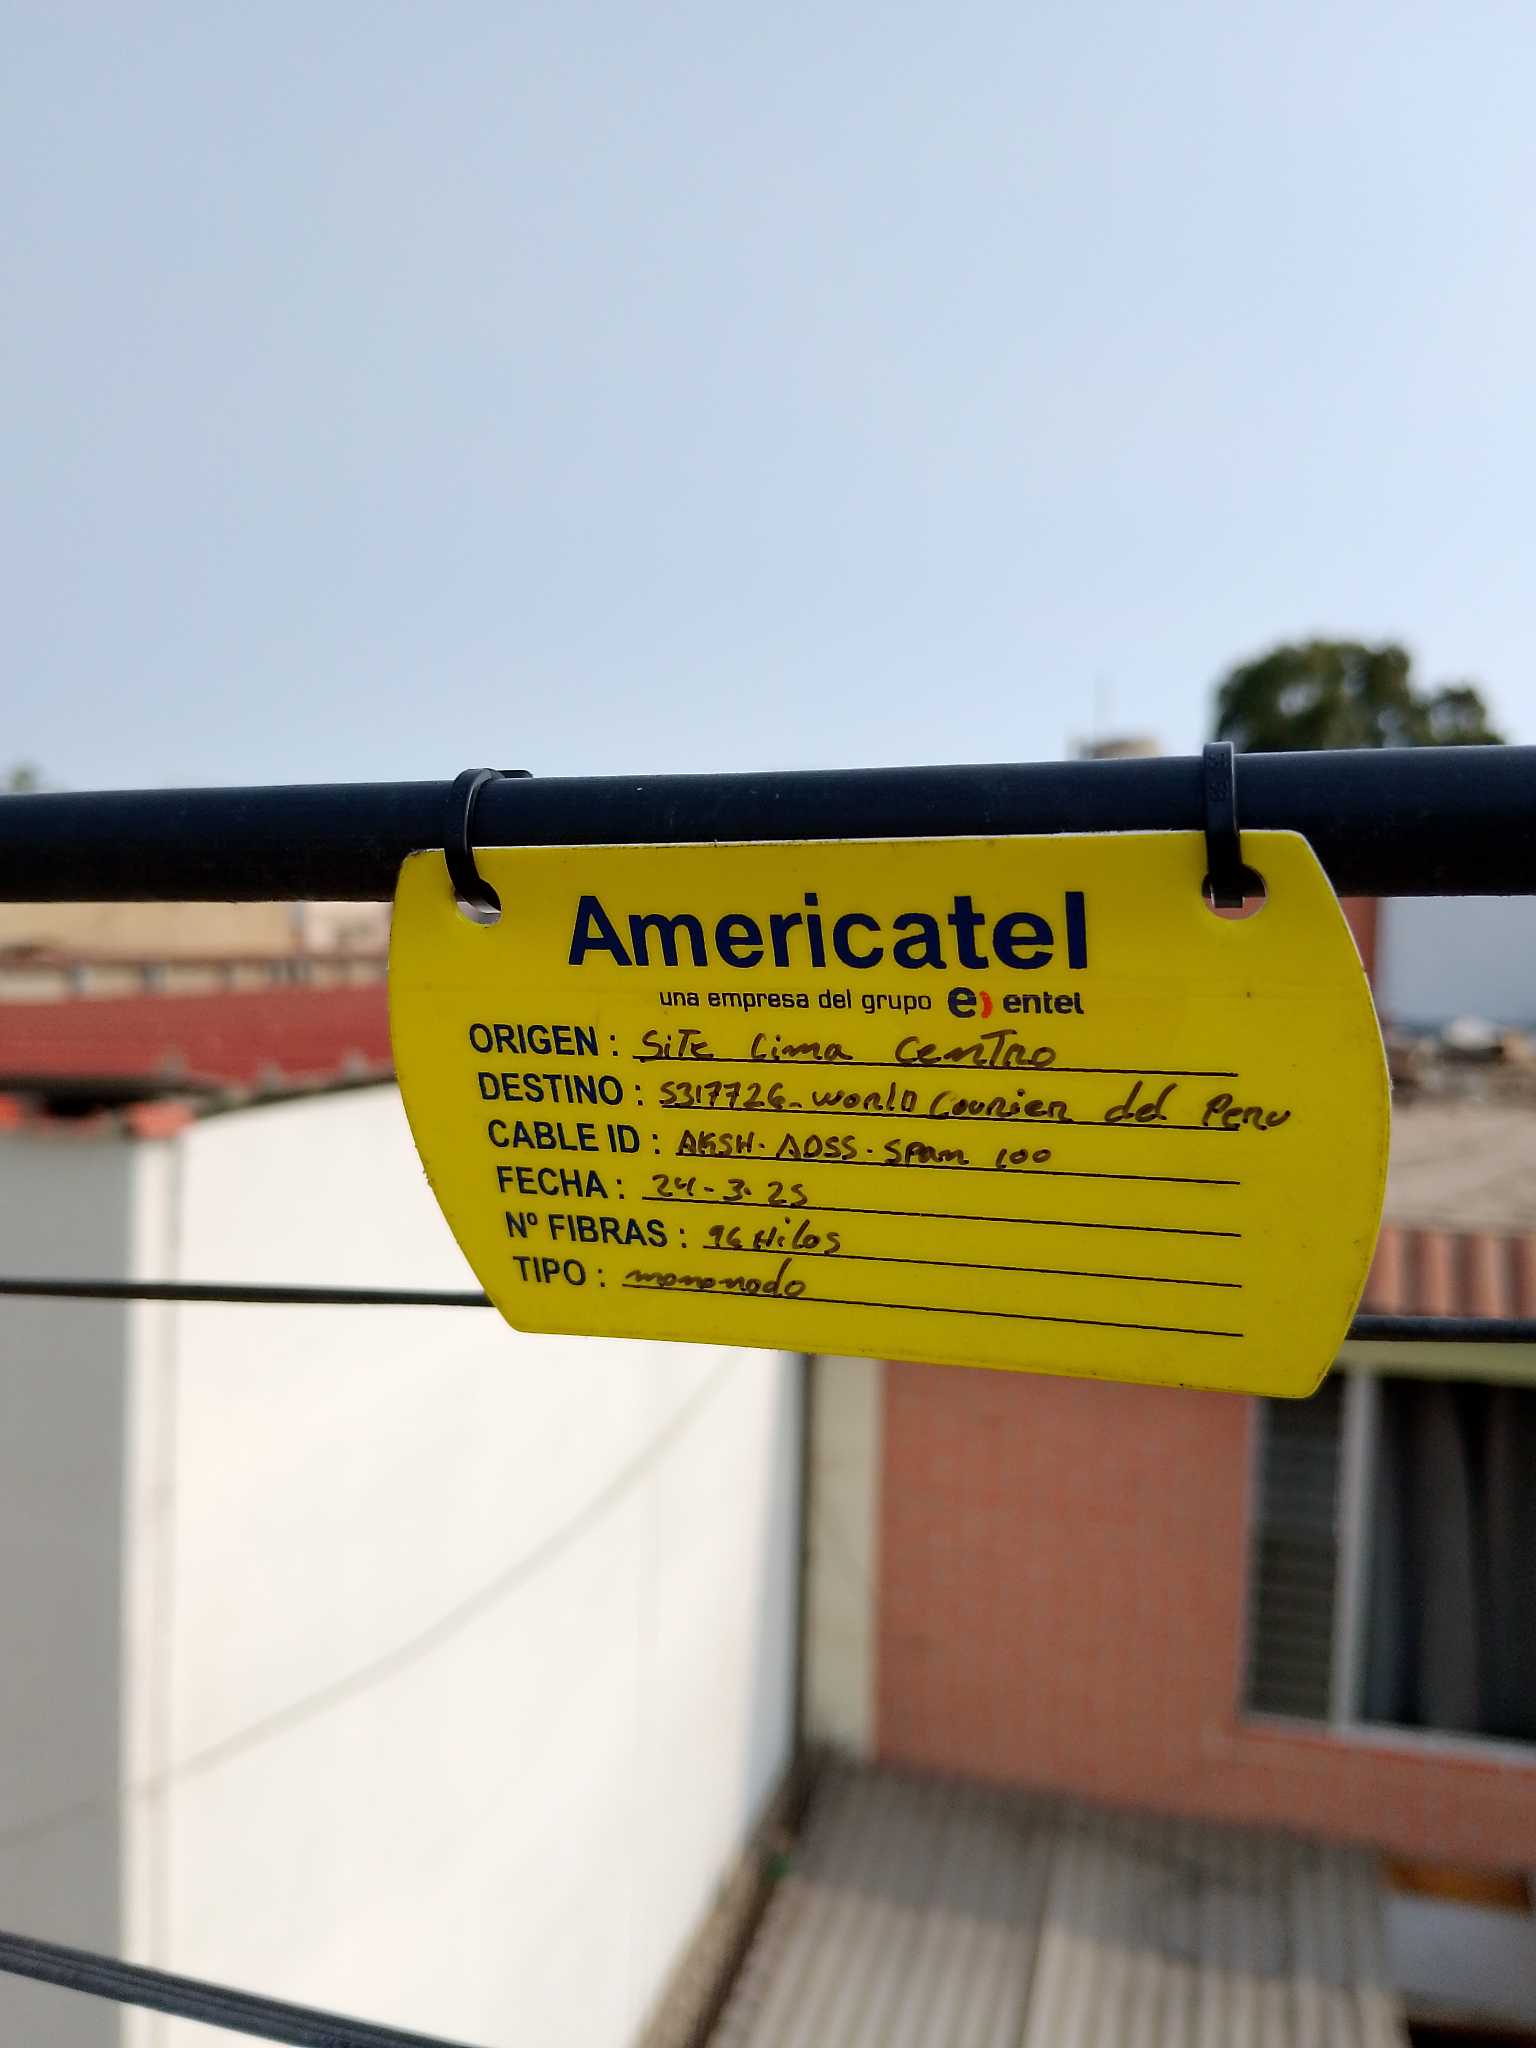 Americatel
una empresa del grupo e) entel
ORIGEN : SiTE Lima CenTRo
DESTINO : S317726-WORLD COURIER del Peru
CABLE ID : AKSH. ADSS. SPam 100
FECHA : 24-3-25
Nº FIBRAS : 96 Hilos
TIPO : monomodo